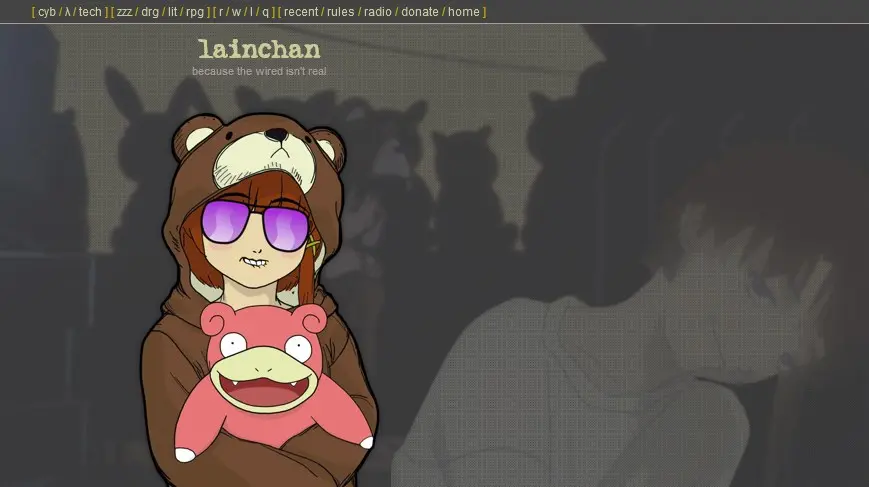 [ cyb / λ / tech ] [ zzz / drg / lit / rpg ] [ r / w / l / q ] [ recent / rules / radio / donate / home ]
lainchan
because the wired isn't real